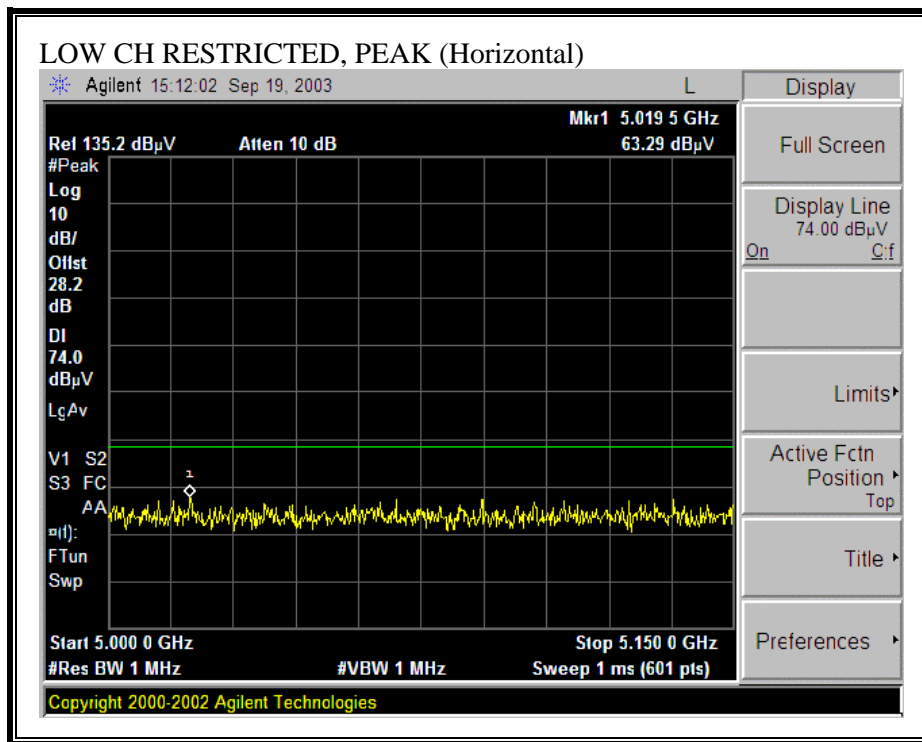 LOW CH RESTRICTED, PEAK (Horizontal)
Agilent 15:12:02 Sep 19, 2003 L
Display
Mkr1 5.019 5 GHz
Ref 135.2 dBµV Atten 10 dB 63.29 dBµV
#Peak
Log
10
dB/
Offst
28.2
dB
DI
74.0
dBµV
LgAv
V1 S2
S3 FC
AA
¤(f):
FTun
Swp
1
Start 5.000 0 GHz Stop 5.150 0 GHz
#Res BW 1 MHz #VBW 1 MHz Sweep 1 ms (601 pts)
Copyright 2000-2002 Agilent Technologies
Full Screen
Display Line
74.00 dBµV
On
Limits
Active Fctn
Position
Top
Title
Preferences